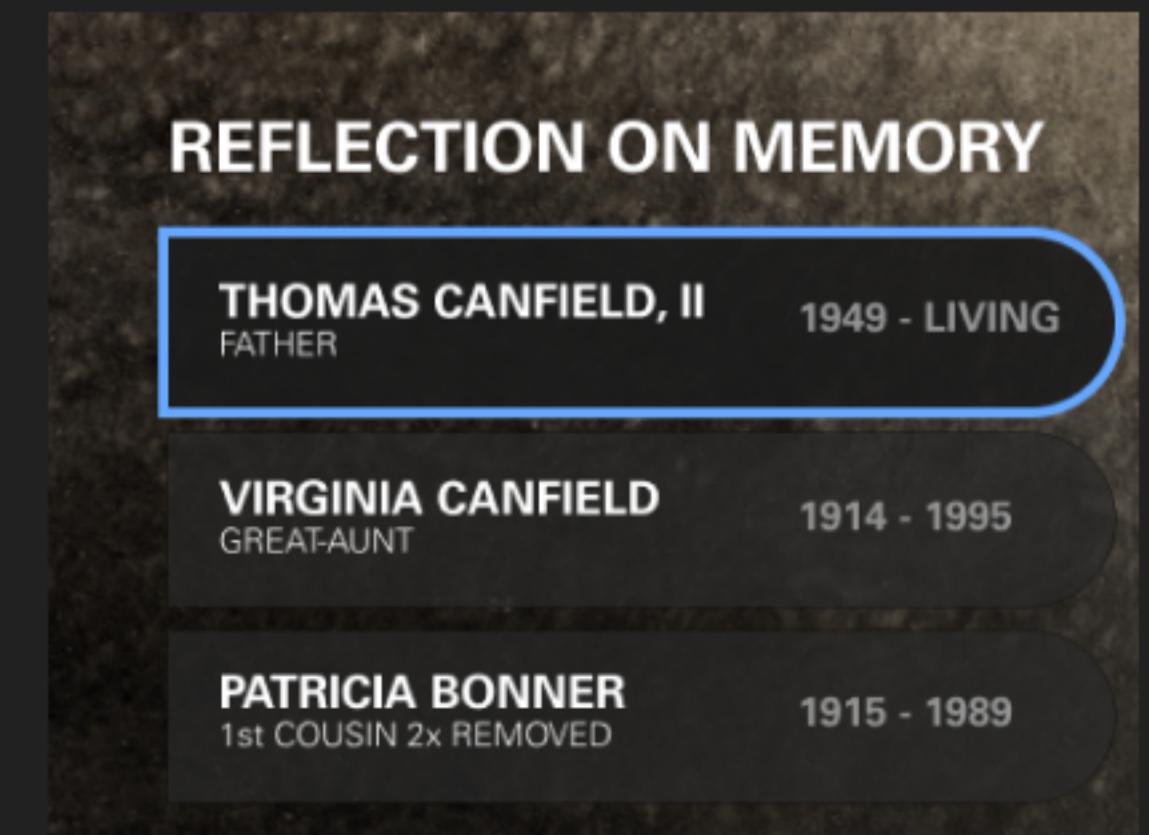 REFLECTION ON MEMORY
THOMAS CANFIELD, II
FATHER
1949 - LIVING
VIRGINIA CANFIELD
GREAT-AUNT
1914 - 1995
PATRICIA BONNER
1st COUSIN 2x REMOVED
1915 - 1989